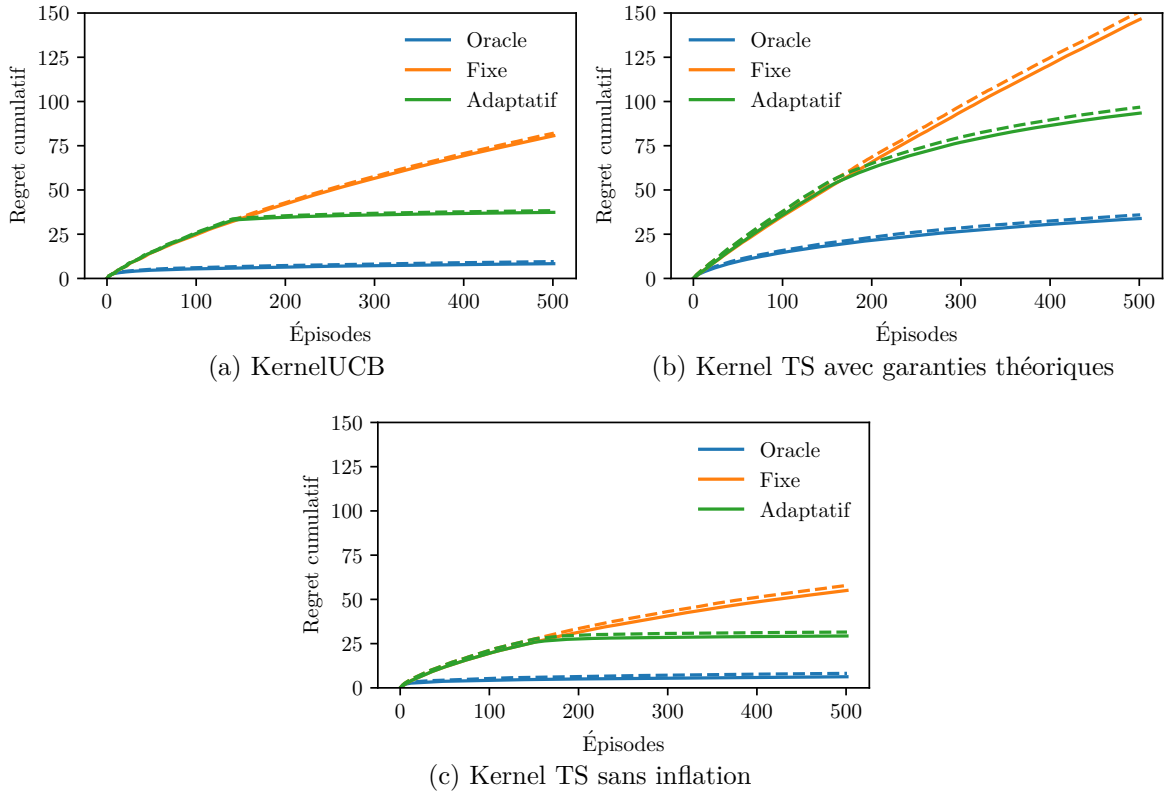 150
125
100
75
50
25
0
Regret cumulatif
Oracle
Fixe
Adaptatif
0 100 200 300 400 500
Épisodes
(a) KernelUCB
150
125
100
75
50
25
0
Regret cumulatif
Oracle
Fixe
Adaptatif
0 100 200 300 400 500
Épisodes
(b) Kernel TS avec garanties théoriques
150
125
100
75
50
25
0
Regret cumulatif
Oracle
Fixe
Adaptatif
0 100 200 300 400 500
Épisodes
(c) Kernel TS sans inflation